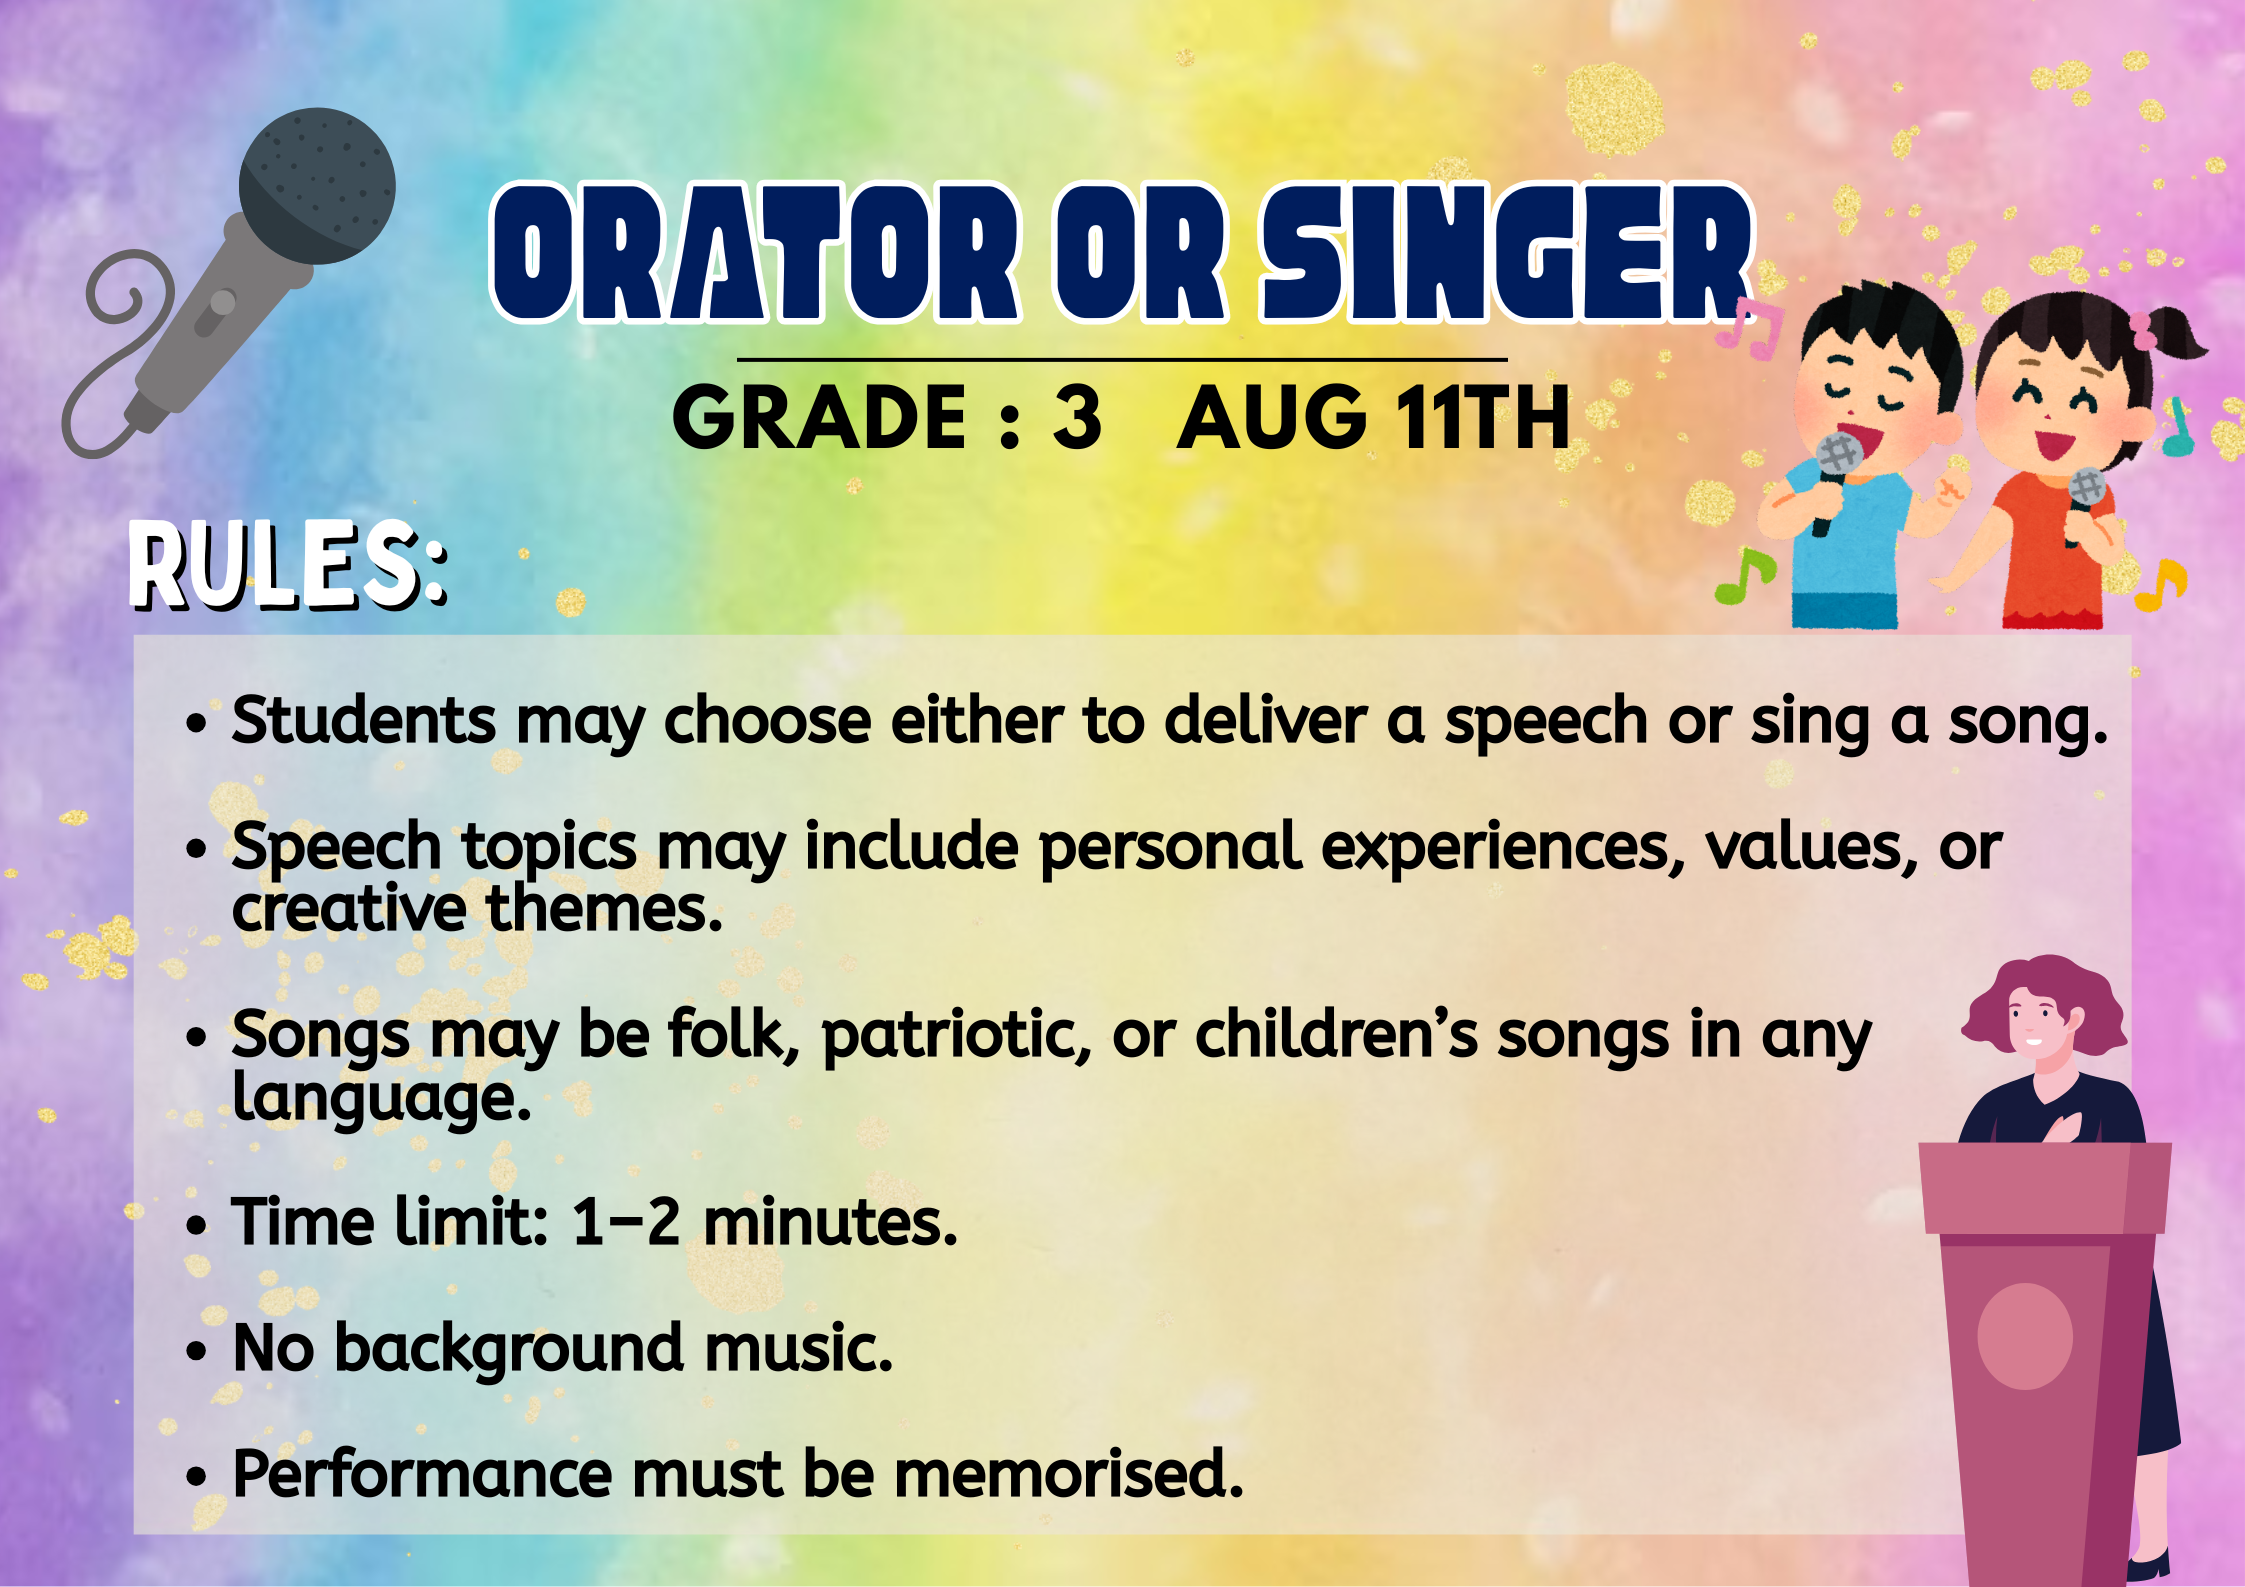 ORATOR OR SINGER
GRADE : 3 AUG 11TH
RULES:
• Students may choose either to deliver a speech or sing a song.
• Speech topics may include personal experiences, values, or
creative themes.
• Songs may be folk, patriotic, or children’s songs in any
language.
• Time limit: 1–2 minutes.
• No background music.
• Performance must be memorised.